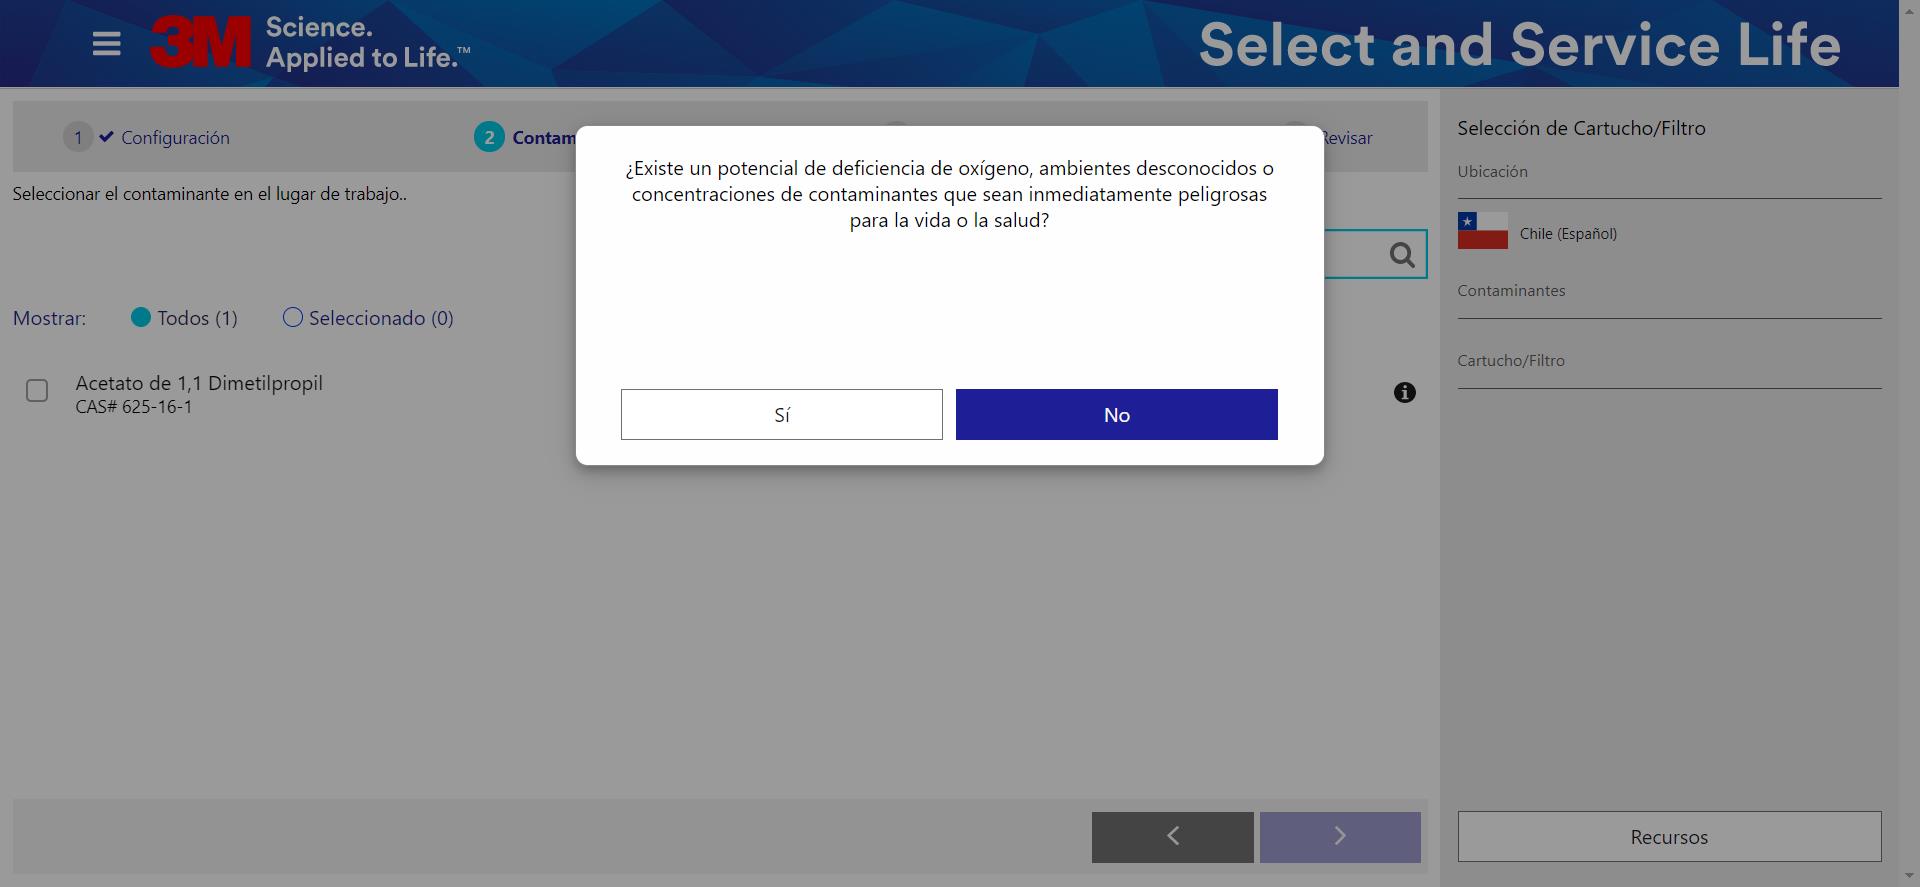 3M Science.
Applied to Life.™
Select and Service Life
1 Configuración
2 Contam
Revisar
Seleccionar el contaminante en el lugar de trabajo..
¿Existe un potencial de deficiencia de oxígeno, ambientes desconocidos o
concentraciones de contaminantes que sean inmediatamente peligrosas
para la vida o la salud?
Sí
No
Mostrar:
Todos (1)
Seleccionado (0)
Acetato de 1,1 Dimetilpropil
CAS# 625-16-1
Selección de Cartucho/Filtro
Ubicación
Chile (Español)
Contaminantes
Cartucho/Filtro
Recursos